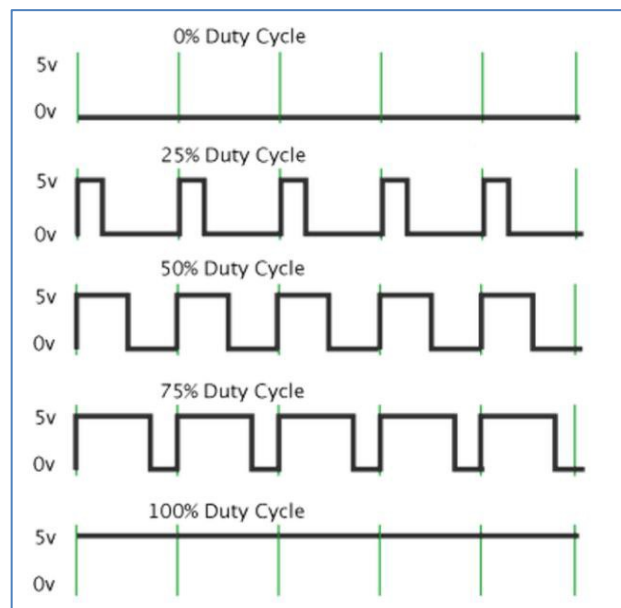 0% Duty Cycle
5v
0v
25% Duty Cycle
5v
0v
50% Duty Cycle
5v
0v
75% Duty Cycle
5v
0v
100% Duty Cycle
5v
0v